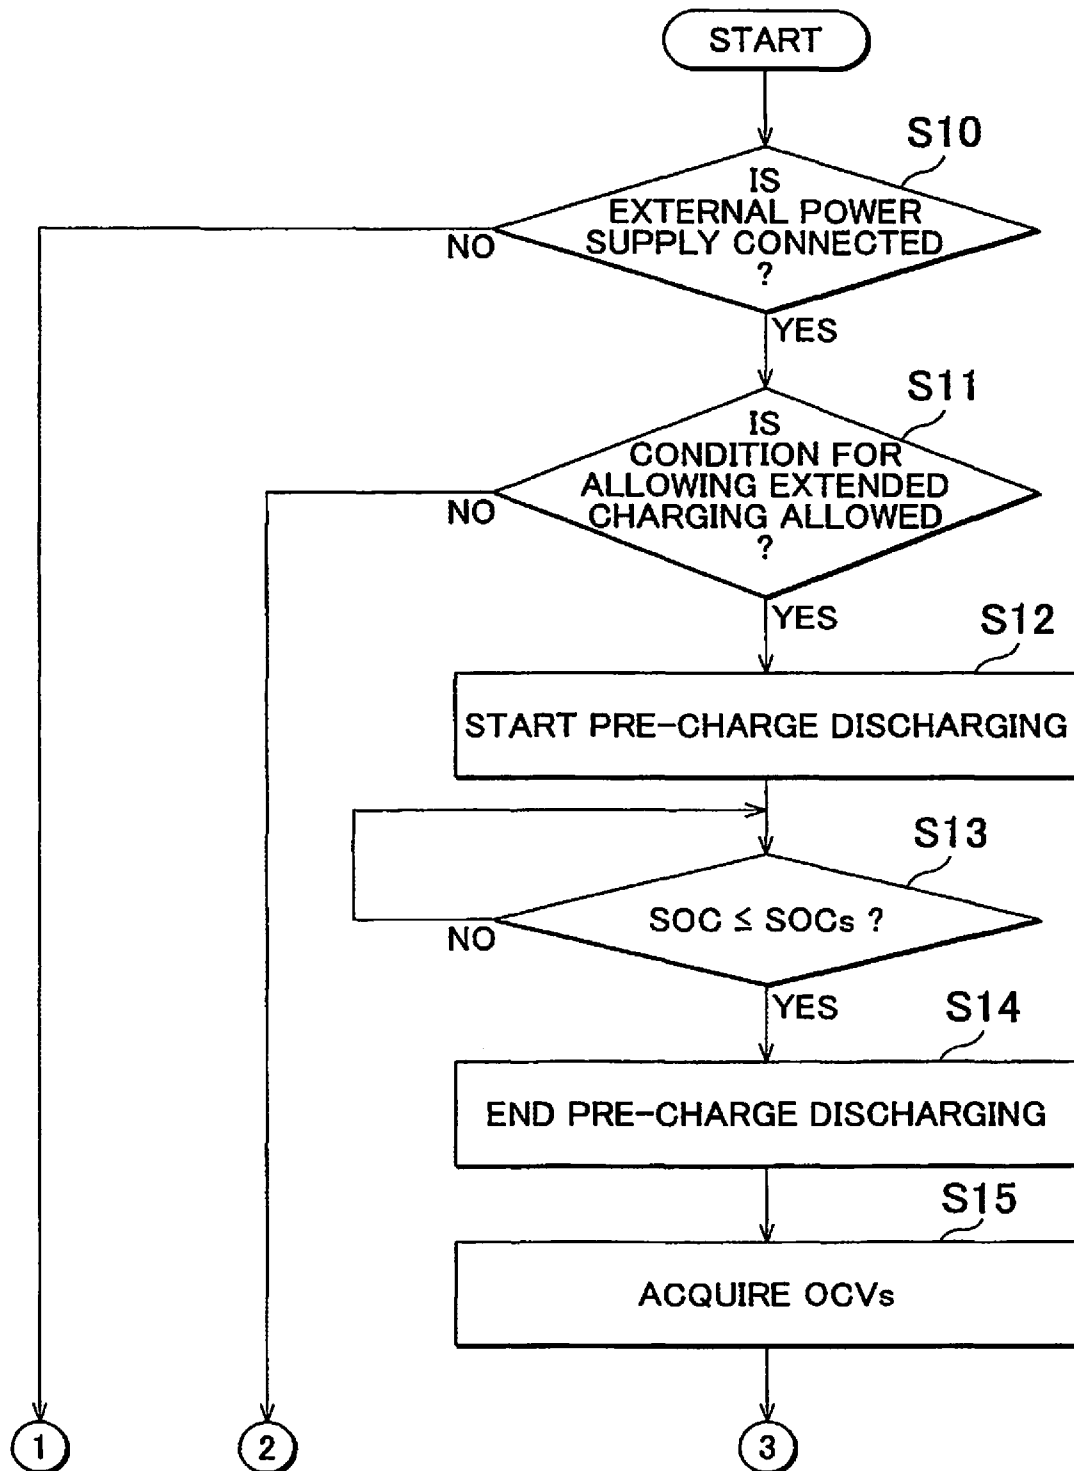 START
S10
IS
EXTERNAL POWER
SUPPLY CONNECTED
?
NO
YES
S11
IS
CONDITION FOR
ALLOWING EXTENDED
CHARGING ALLOWED
?
NO
YES
S12
START PRE-CHARGE DISCHARGING
S13
SOC ≤ SOCs ?
NO
YES
S14
END PRE-CHARGE DISCHARGING
S15
ACQUIRE OCVs
1
2
3